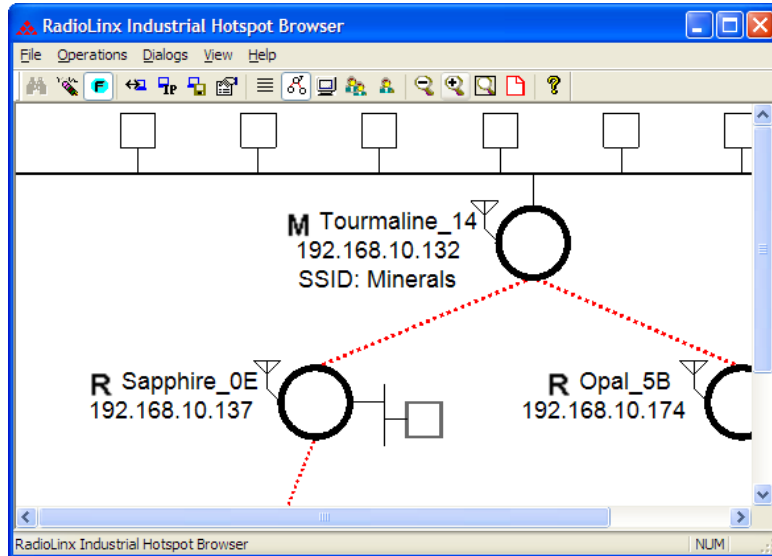 RadioLinx Industrial Hotspot Browser
File Operations Dialogs View Help
F IP ?
M Tourmaline_14
192.168.10.132
SSID: Minerals
R Sapphire_0E
192.168.10.137
R Opal_5B
192.168.10.174
RadioLinx Industrial Hotspot Browser NUM